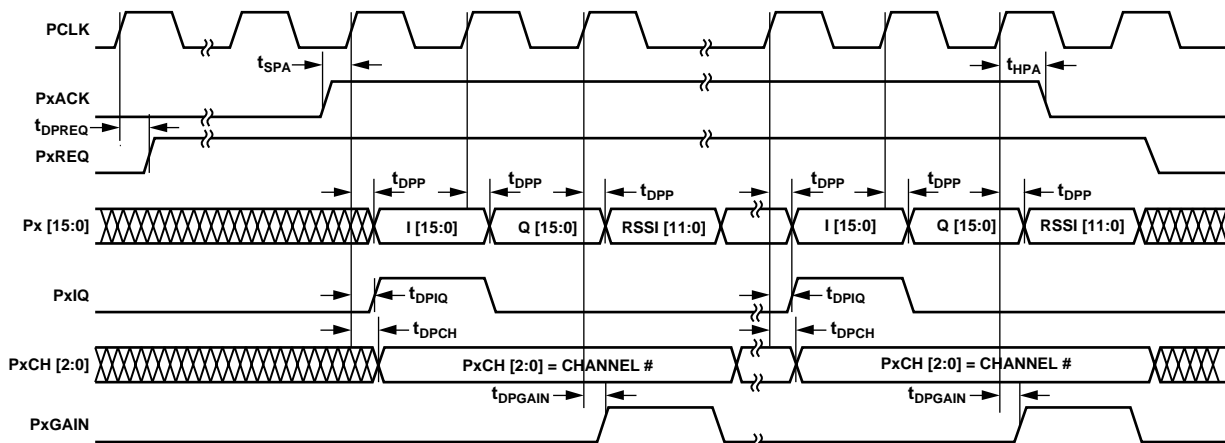 PCLK
tSPA
tHPA
PxACK
tDPREQ
PxREQ
tDPP tDPP tDPP tDPP tDPP tDPP
Px [15:0] I [15:0] Q [15:0] RSSI [11:0] I [15:0] Q [15:0] RSSI [11:0]
PxIQ tDPIQ tDPIQ
tDPCH tDPCH
PxCH [2:0] PxCH [2:0] = CHANNEL # PxCH [2:0] = CHANNEL #
tDPGAIN tDPGAIN
PxGAIN